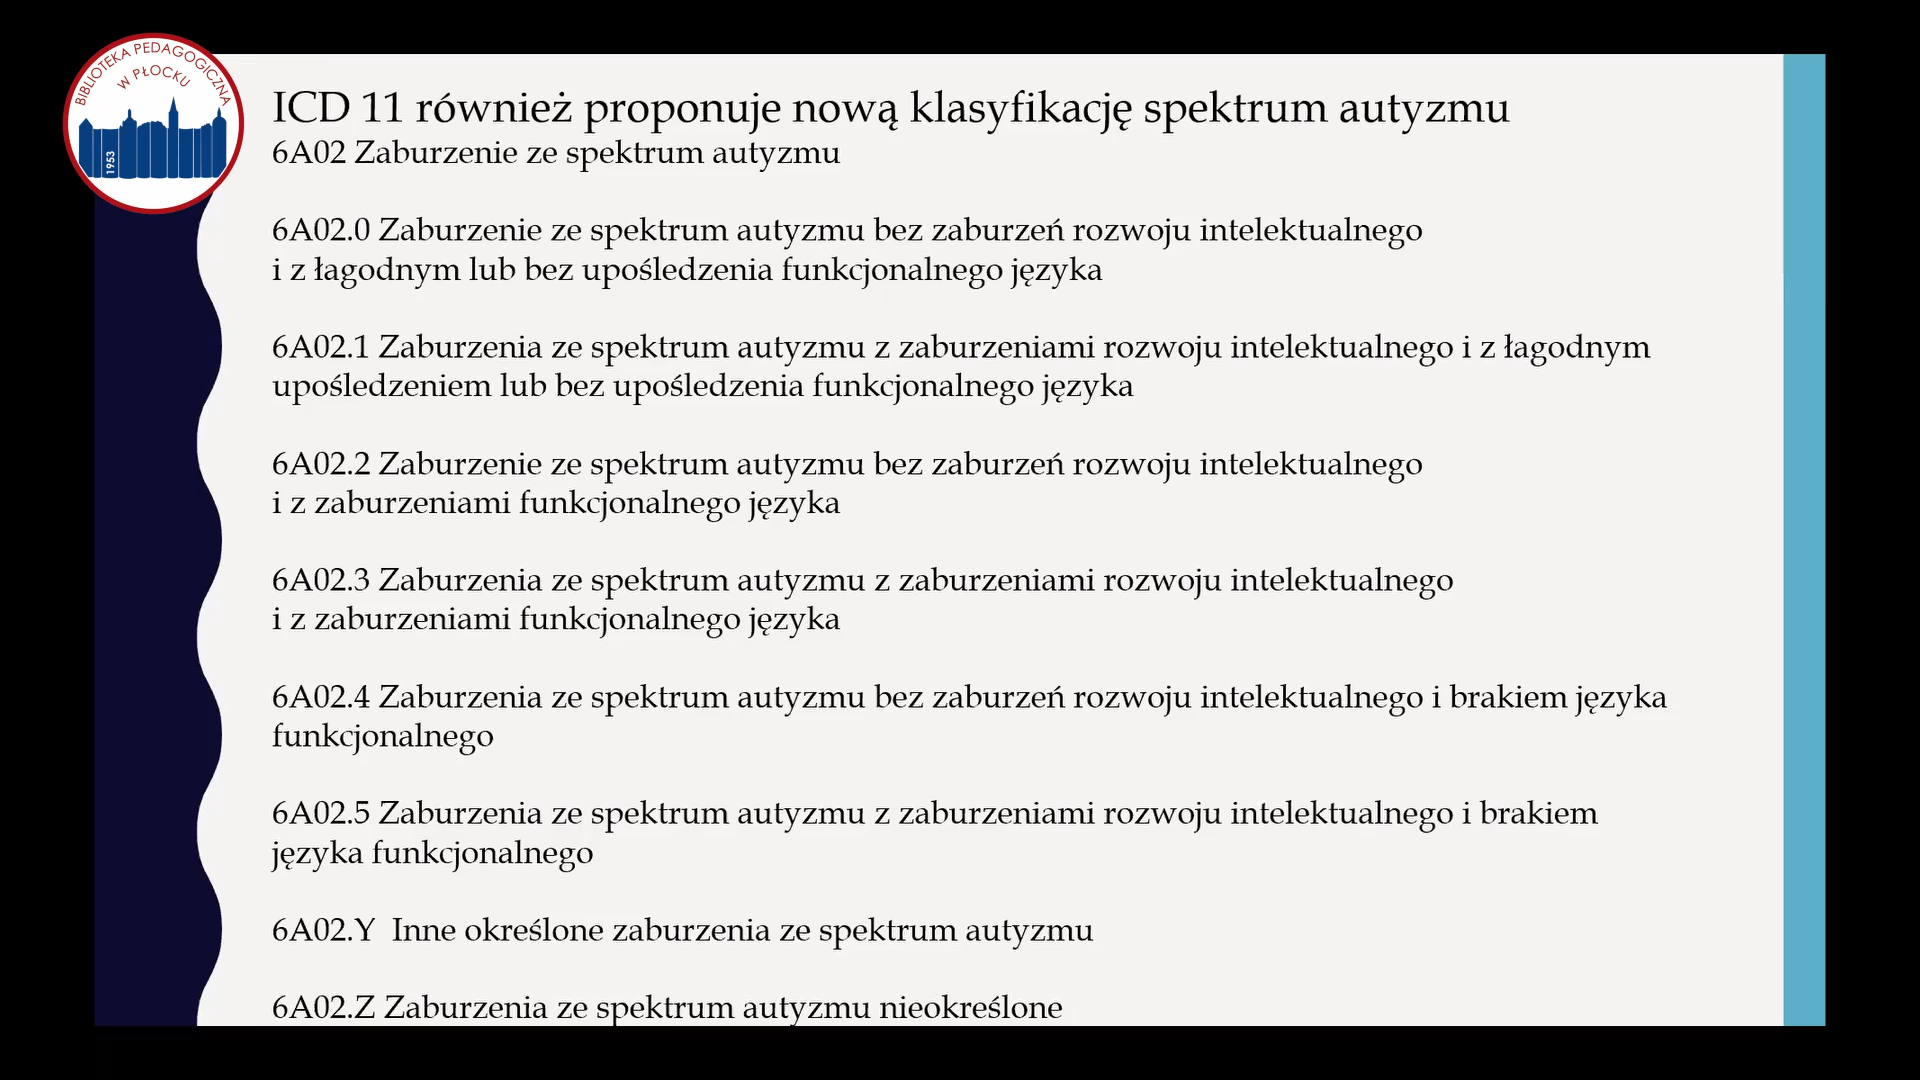 BIBLIOTEKA PEDAGOGICZNA
W PŁOCKU
1953
ICD 11 również proponuje nową klasyfikację spektrum autyzmu
6A02 Zaburzenie ze spektrum autyzmu
6A02.0 Zaburzenie ze spektrum autyzmu bez zaburzeń rozwoju intelektualnego
i z łagodnym lub bez upośledzenia funkcjonalnego języka
6A02.1 Zaburzenia ze spektrum autyzmu z zaburzeniami rozwoju intelektualnego i z łagodnym
upośledzeniem lub bez upośledzenia funkcjonalnego języka
6A02.2 Zaburzenie ze spektrum autyzmu bez zaburzeń rozwoju intelektualnego
i z zaburzeniami funkcjonalnego języka
6A02.3 Zaburzenia ze spektrum autyzmu z zaburzeniami rozwoju intelektualnego
i z zaburzeniami funkcjonalnego języka
6A02.4 Zaburzenia ze spektrum autyzmu bez zaburzeń rozwoju intelektualnego i brakiem języka
funkcjonalnego
6A02.5 Zaburzenia ze spektrum autyzmu z zaburzeniami rozwoju intelektualnego i brakiem
języka funkcjonalnego
6A02.Y  Inne określone zaburzenia ze spektrum autyzmu
6A02.Z Zaburzenia ze spektrum autyzmu nieokreślone